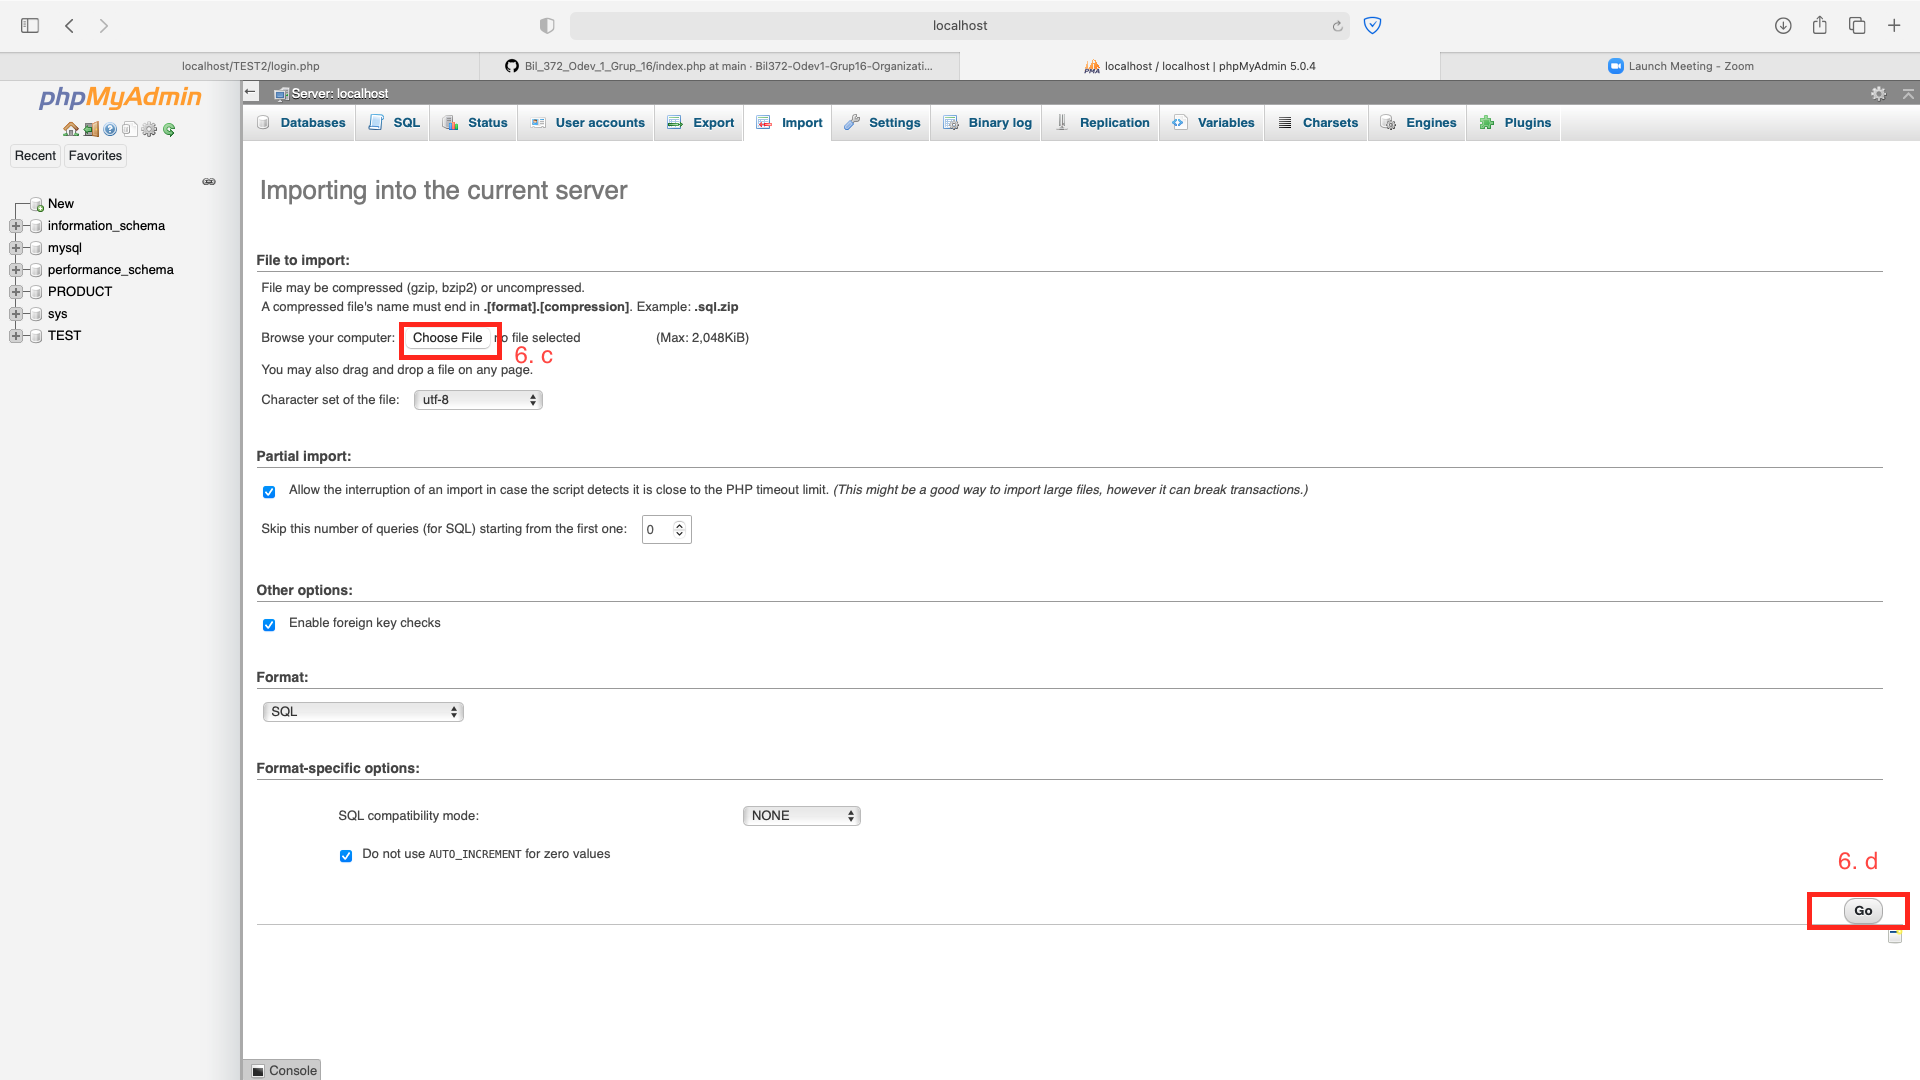 localhost
localhost/TEST2/login.php
Bil_372_Odev_1_Grup_16/index.php at main · Bil372-Odev1-Grup16-Organizati...
localhost / localhost | phpMyAdmin 5.0.4
Launch Meeting - Zoom
phpMyAdmin
Recent
Favorites
New
information_schema
mysql
performance_schema
PRODUCT
sys
TEST
Server: localhost
Databases
SQL
Status
User accounts
Export
Import
Settings
Binary log
Replication
Variables
Charsets
Engines
Plugins
Importing into the current server
File to import:
File may be compressed (gzip, bzip2) or uncompressed.
A compressed file's name must end in .[format].[compression]. Example: .sql.zip
Browse your computer: Choose File no file selected (Max: 2,048KiB)
6. c
You may also drag and drop a file on any page.
Character set of the file: utf-8
Partial import:
Allow the interruption of an import in case the script detects it is close to the PHP timeout limit. (This might be a good way to import large files, however it can break transactions.)
Skip this number of queries (for SQL) starting from the first one: 0
Other options:
Enable foreign key checks
Format:
SQL
Format-specific options:
SQL compatibility mode: NONE
Do not use AUTO_INCREMENT for zero values
6. d
Go
Console